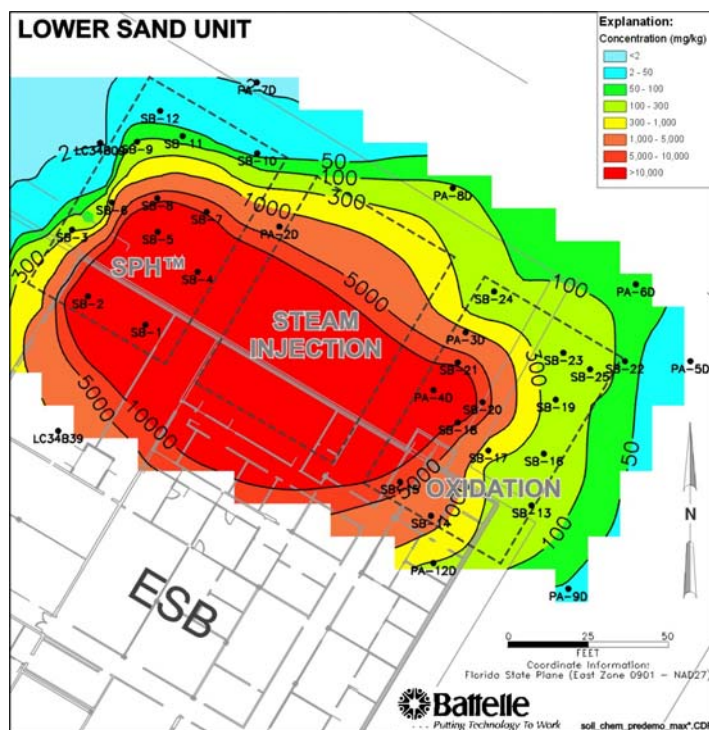 LOWER SAND UNIT
Explanation:
Concentration (mg/kg)
<2
2 - 50
50 - 100
100 - 300
300 - 1,000
1,000 - 5,000
5,000 - 10,000
>10,000
PA-7D
2
SB-12
SB-11
SB-9
2
SB-10
50
100
300
PA-8D
1000
SB-8
SB-6
SB-7
SB-3
SB-5
PA-2D
300
SPH™
SB-4
5000
100
PA-6D
SB-24
SB-2
SB-1
STEAM
INJECTION
PA-3D
SB-23
SB-22
PA-5D
SB-21
SB-25
300
PA-4D
SB-20
SB-19
5000
10000
LC34B39
SB-17
SB-16
50
SB-15
OXIDATION
SB-13
SB-14
100
PA-12D
PA-9D
ESB
N
0 25 50
FEET
Coordinate Information:
Florida State Plane (East Zone 0901 - NAD27)
Battelle
Putting Technology To Work
soil_chem_predemo_max*.CDR